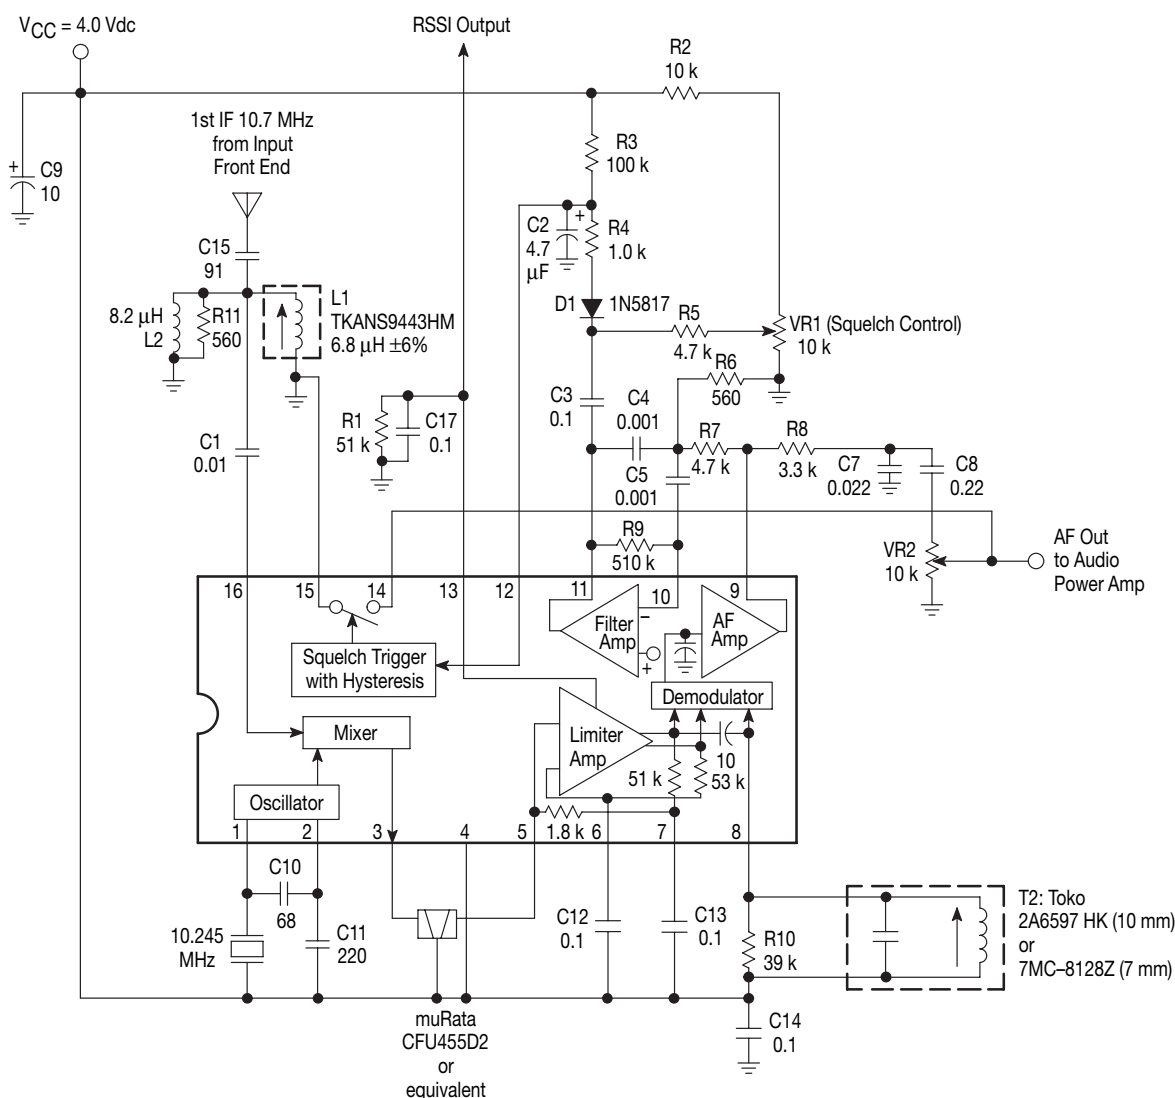 VCC = 4.0 Vdc
RSSI Output
R2
10 k
1st IF 10.7 MHz
from Input
Front End
+
C9
10
R3
100 k
C2
4.7
µF
+
R4
1.0 k
C15
91
8.2 µH
L2
R11
560
L1
TKANS9443HM
6.8 µH ±6%
D1
1N5817
R5
4.7 k
VR1 (Squelch Control)
10 k
R6
560
C3
0.1
C4
0.001
R1
51 k
C17
0.1
C1
0.01
R7
4.7 k
R8
3.3 k
C5
0.001
C7
0.022
C8
0.22
R9
510 k
VR2
10 k
AF Out
to Audio
Power Amp
16
15
14
13
12
11
10
9
Filter
Amp
–
+
AF
Amp
Squelch Trigger
with Hysteresis
Demodulator
Mixer
Limiter
Amp
10
51 k
53 k
Oscillator
1.8 k
1
2
3
4
5
6
7
8
C10
68
10.245
MHz
C11
220
C12
0.1
C13
0.1
R10
39 k
T2: Toko
2A6597 HK (10 mm)
or
7MC–8128Z (7 mm)
muRata
CFU455D2
or
equivalent
C14
0.1